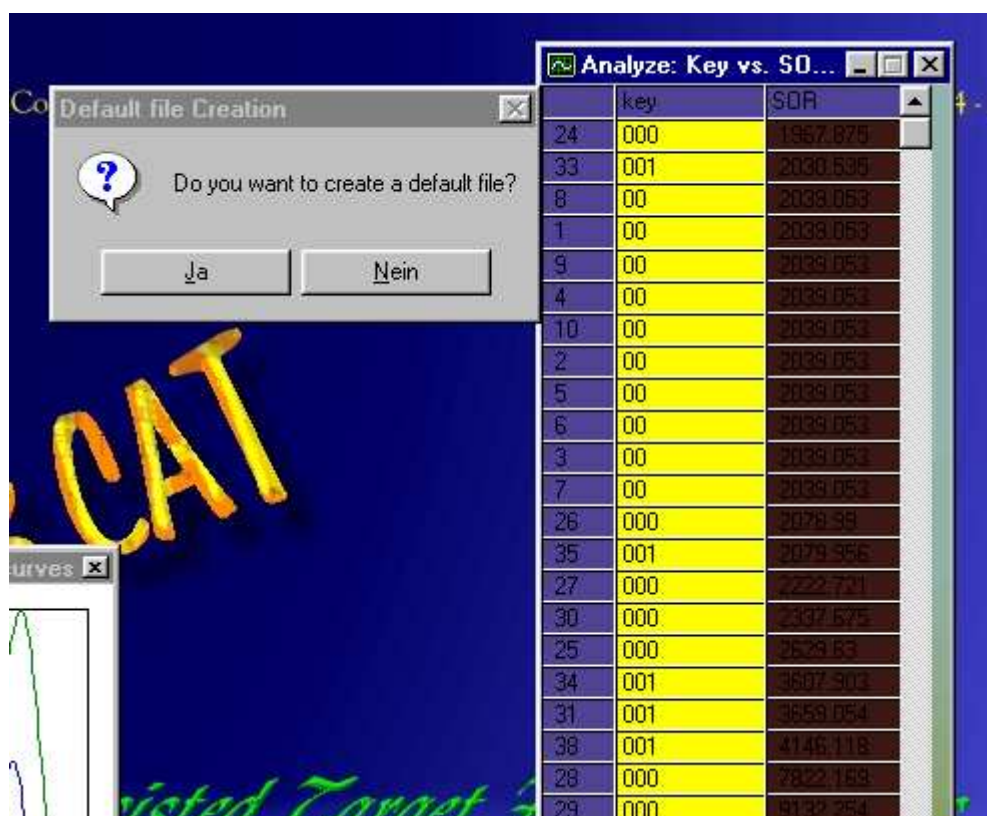 Analyze: Key vs. SO...
Co
Default file Creation
4 -
Do you want to create a default file?
Ja
Nein
key SOR
24 000 1967.875
33 001 2030.535
8 00 2039.053
1 00 2039.053
9 00 2039.053
4 00 2039.053
10 00 2039.053
2 00 2039.053
5 00 2039.053
6 00 2039.053
3 00 2039.053
7 00 2039.053
26 000 2078.99
35 001 2079.956
27 000 2222.721
30 000 2337.675
25 000 2629.63
34 001 3607.903
31 001 3659.054
38 001 4146.118
28 000 7822.169
29 000 9132.254
CAT
curves
isted Target